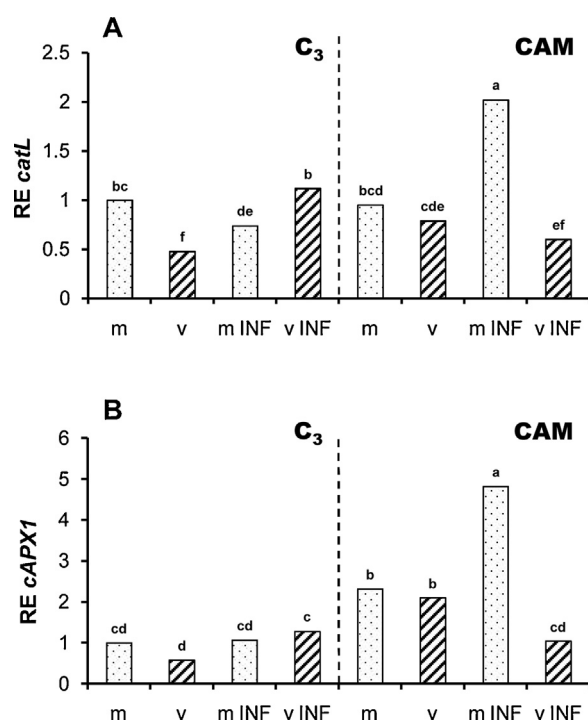 A
C3 CAM
2.5
2
1.5
1
0.5
0
RE catL
bc f de b bcd cde a ef
m v m INF v INF m v m INF v INF
B
C3 CAM
6
5
4
3
2
1
0
RE cAPX1
cd d cd c b b a cd
m v m INF v INF m v m INF v INF